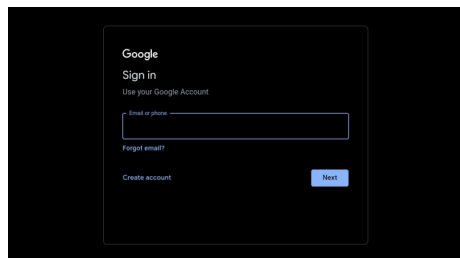 Google
Sign in
Use your Google Account
Email or phone
Forgot email?
Create account
Next